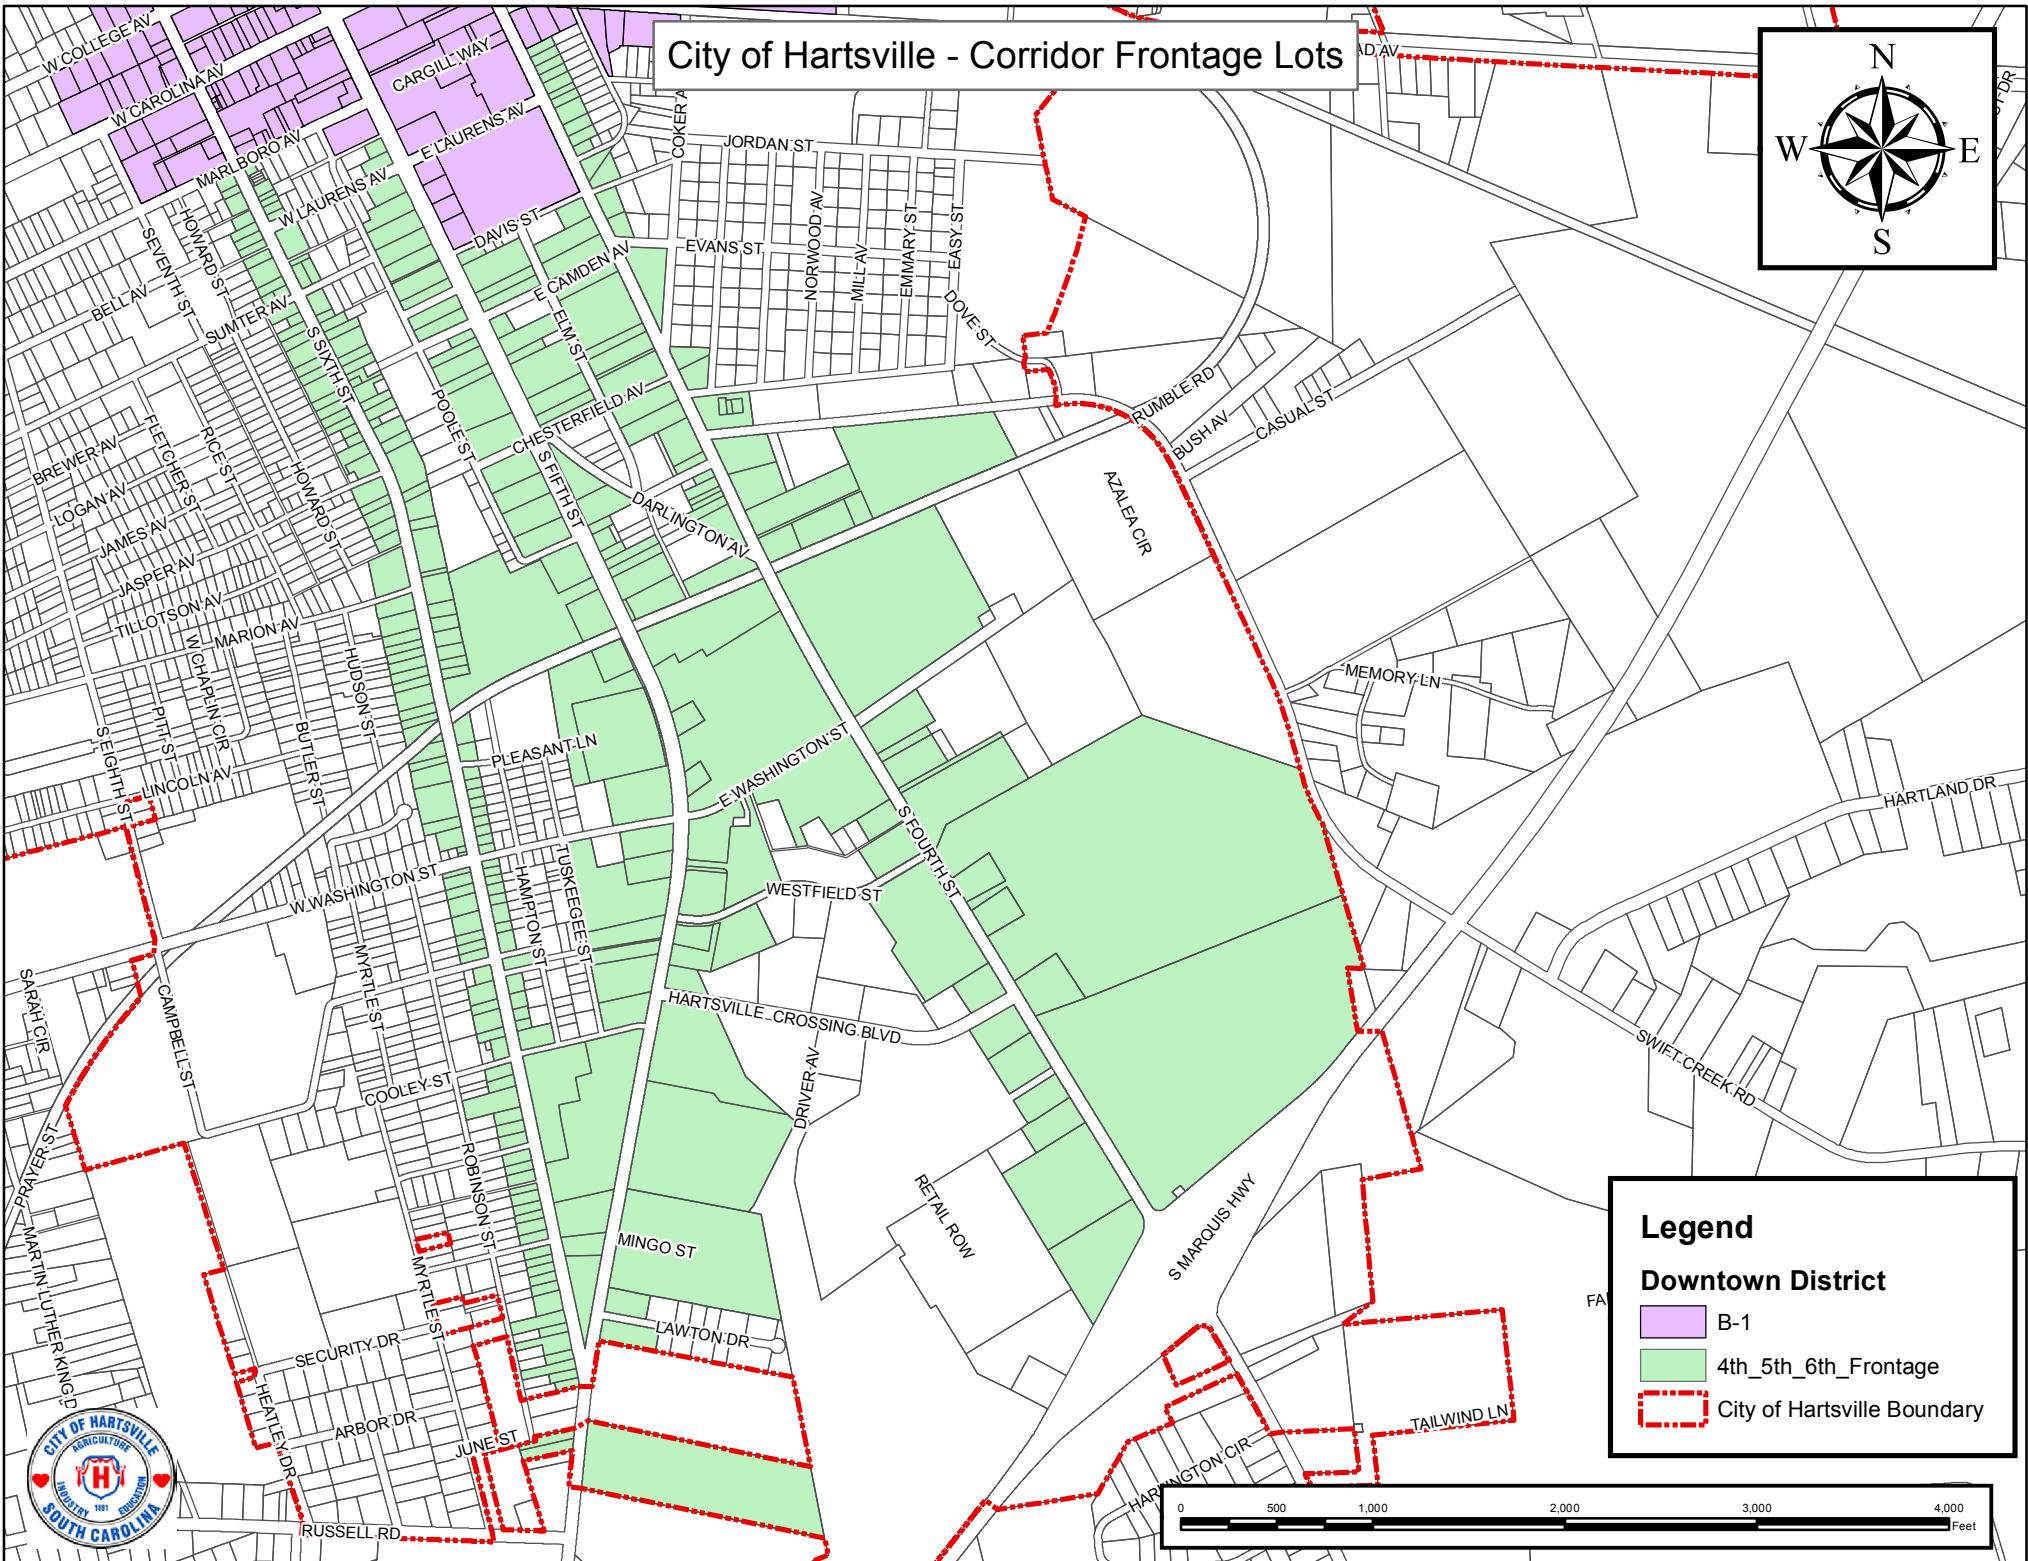 City of Hartsville - Corridor Frontage Lots
N
W
E
S
W COLLEGE AV
W CAROLINA AV
CARGILL WAY
MARLBORO AV
E LAURENS AV
W LAURENS AV
COKER A
AD AV
JORDAN ST
DAVIS ST
EVANS ST
NORWOOD AV
MILL AV
EMMARY ST
EASY ST
DOVE ST
HOWARD ST
SEVENTH ST
BELL AV
SUMTER AV
E CAMDEN AV
ELM ST
S SIXTH ST
POOLE ST
CHESTERFIELD AV
S FIFTH ST
DARLINGTON AV
RUMBLE RD
BUSH AV
CASUAL ST
AZALEA CIR
BREWER AV
FLETCHER ST
RICE ST
HOWARD ST
LOGAN AV
JAMES AV
JASPER AV
TILLOTSON AV
MARION AV
W CHAPLIN CIR
PITT ST
HUDSON ST
BUTLER ST
S EIGHTH ST
LINCOLN AV
PLEASANT LN
E WASHINGTON ST
MEMORY LN
HARTLAND DR
S FOURTH ST
W WASHINGTON ST
HAMPTON ST
TUSKEGEE ST
WESTFIELD ST
SARAH CIR
CAMPBELL ST
MYRTLE ST
HARTSVILLE CROSSING BLVD
DRIVER AV
SWIFT CREEK RD
COOLEY ST
PRAYER ST
ROBINSON ST
RETAIL ROW
S MARQUIS HWY
MINGO ST
MARTIN LUTHER KING D
MYRTLE ST
LAWTON DR
SECURITY DR
HEATLEY DR
ARBOR DR
JUNE ST
RUSSELL RD
TAILWIND LN
FA
Legend
Downtown District
B-1
4th_5th_6th_Frontage
City of Hartsville Boundary
0 500 1,000 2,000 3,000 4,000
Feet
CITY OF HARTSVILLE
AGRICULTURE
INDUSTRY
H
EDUCATION
1891
SOUTH CAROLINA